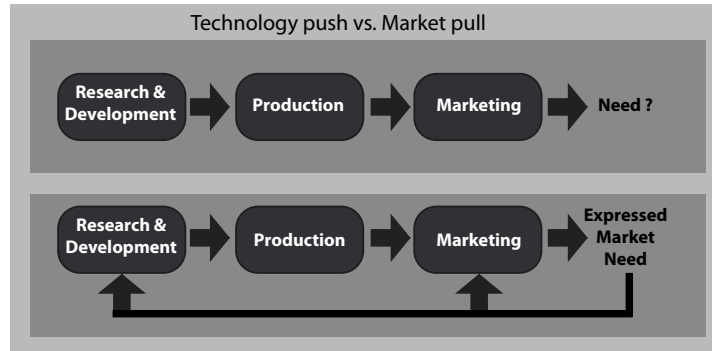 Technology push vs. Market pull
Research &
Development
Production
Marketing
Need ?
Research &
Development
Production
Marketing
Expressed
Market
Need